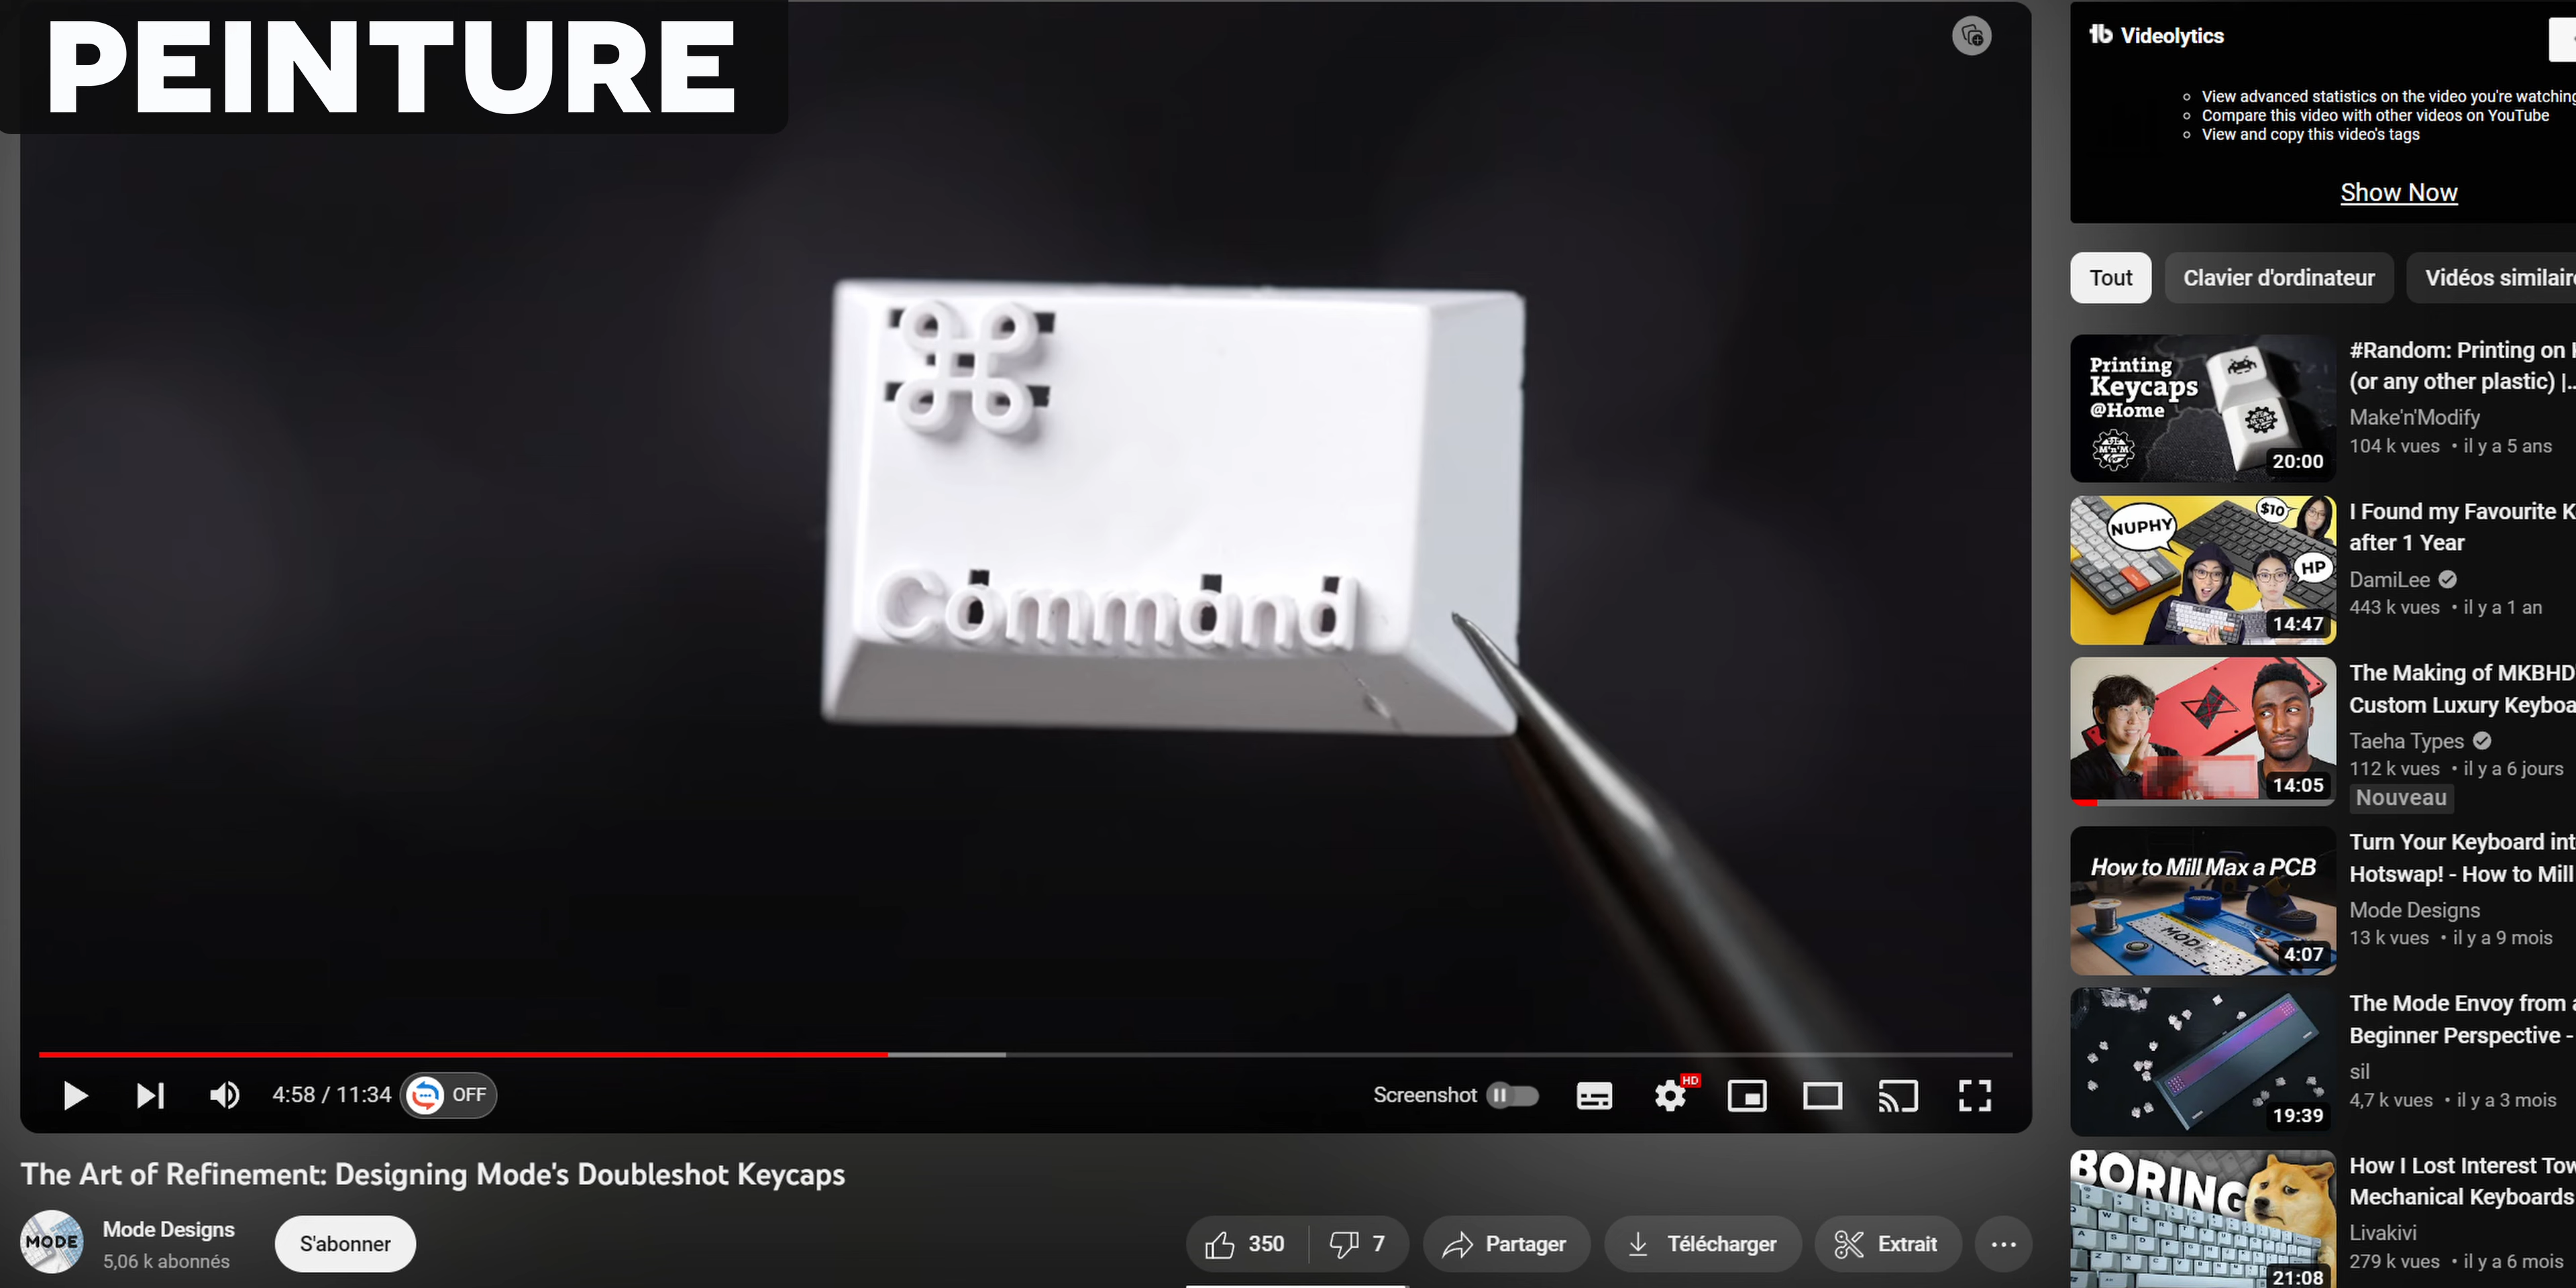 PEINTURE
Command
4:58 / 11:34
OFF
Screenshot
HD
The Art of Refinement: Designing Mode's Doubleshot Keycaps
MODE
Mode Designs
5,06 k abonnés
S'abonner
350
7
Partager
Télécharger
Extrait
tb Videolytics
View advanced statistics on the video you're watching
Compare this video with other videos on YouTube
View and copy this video's tags
Show Now
Tout
Clavier d'ordinateur
Vidéos similaire
Printing
Keycaps
@Home
20:00
#Random: Printing on
(or any other plastic) |...
Make'n'Modify
104 k vues • il y a 5 ans
NUPHY
$10
HP
14:47
I Found my Favourite K
after 1 Year
DamiLee
443 k vues • il y a 1 an
14:05
The Making of MKBHD
Custom Luxury Keyboa
Taeha Types
112 k vues • il y a 6 jours
Nouveau
How to Mill Max a PCB
MODE
4:07
Turn Your Keyboard int
Hotswap! - How to Mill
Mode Designs
13 k vues • il y a 9 mois
19:39
The Mode Envoy from a
Beginner Perspective -
sil
4,7 k vues • il y a 3 mois
BORING
21:08
How I Lost Interest Tow
Mechanical Keyboards
Livakivi
279 k vues • il y a 6 mois